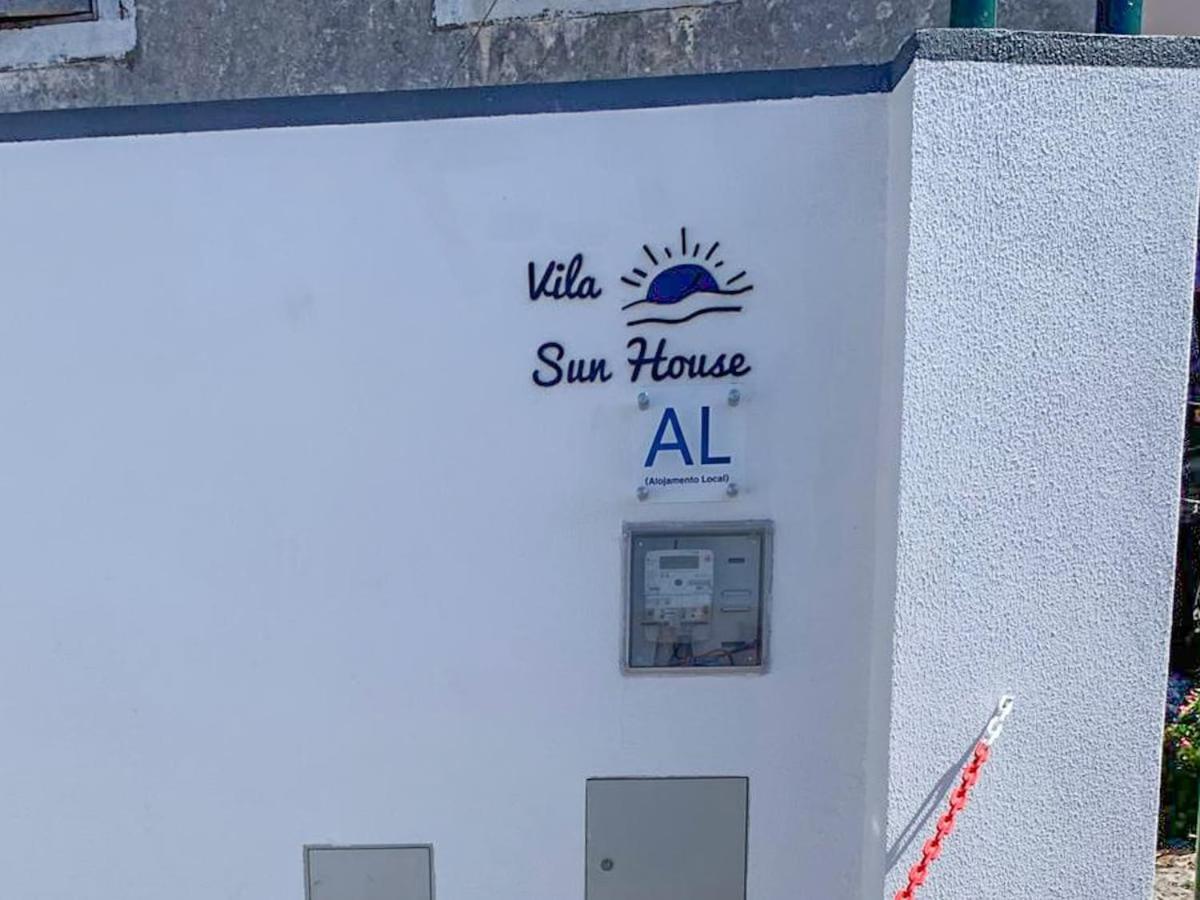 Vila
Sun House
AL
(Alojamento Local)